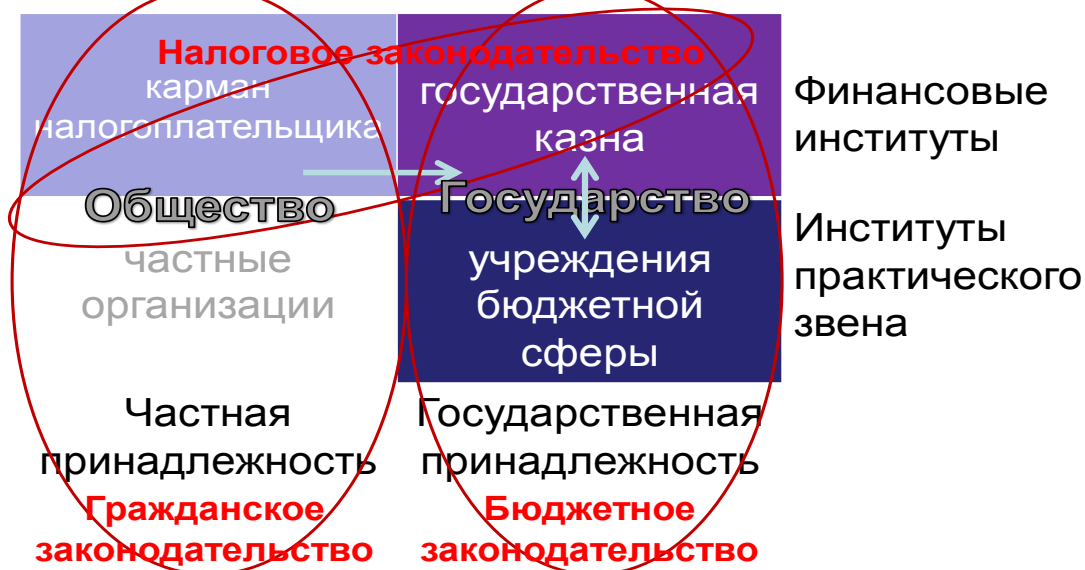 Налоговое законодательство
карман
налогоплательщика
государственная
казна
Финансовые
институты
Общество
Государство
частные
организации
учреждения
бюджетной
сферы
Институты
практического
звена
Частная
принадлежность
Государственная
принадлежность
Гражданское
законодательство
Бюджетное
законодательство